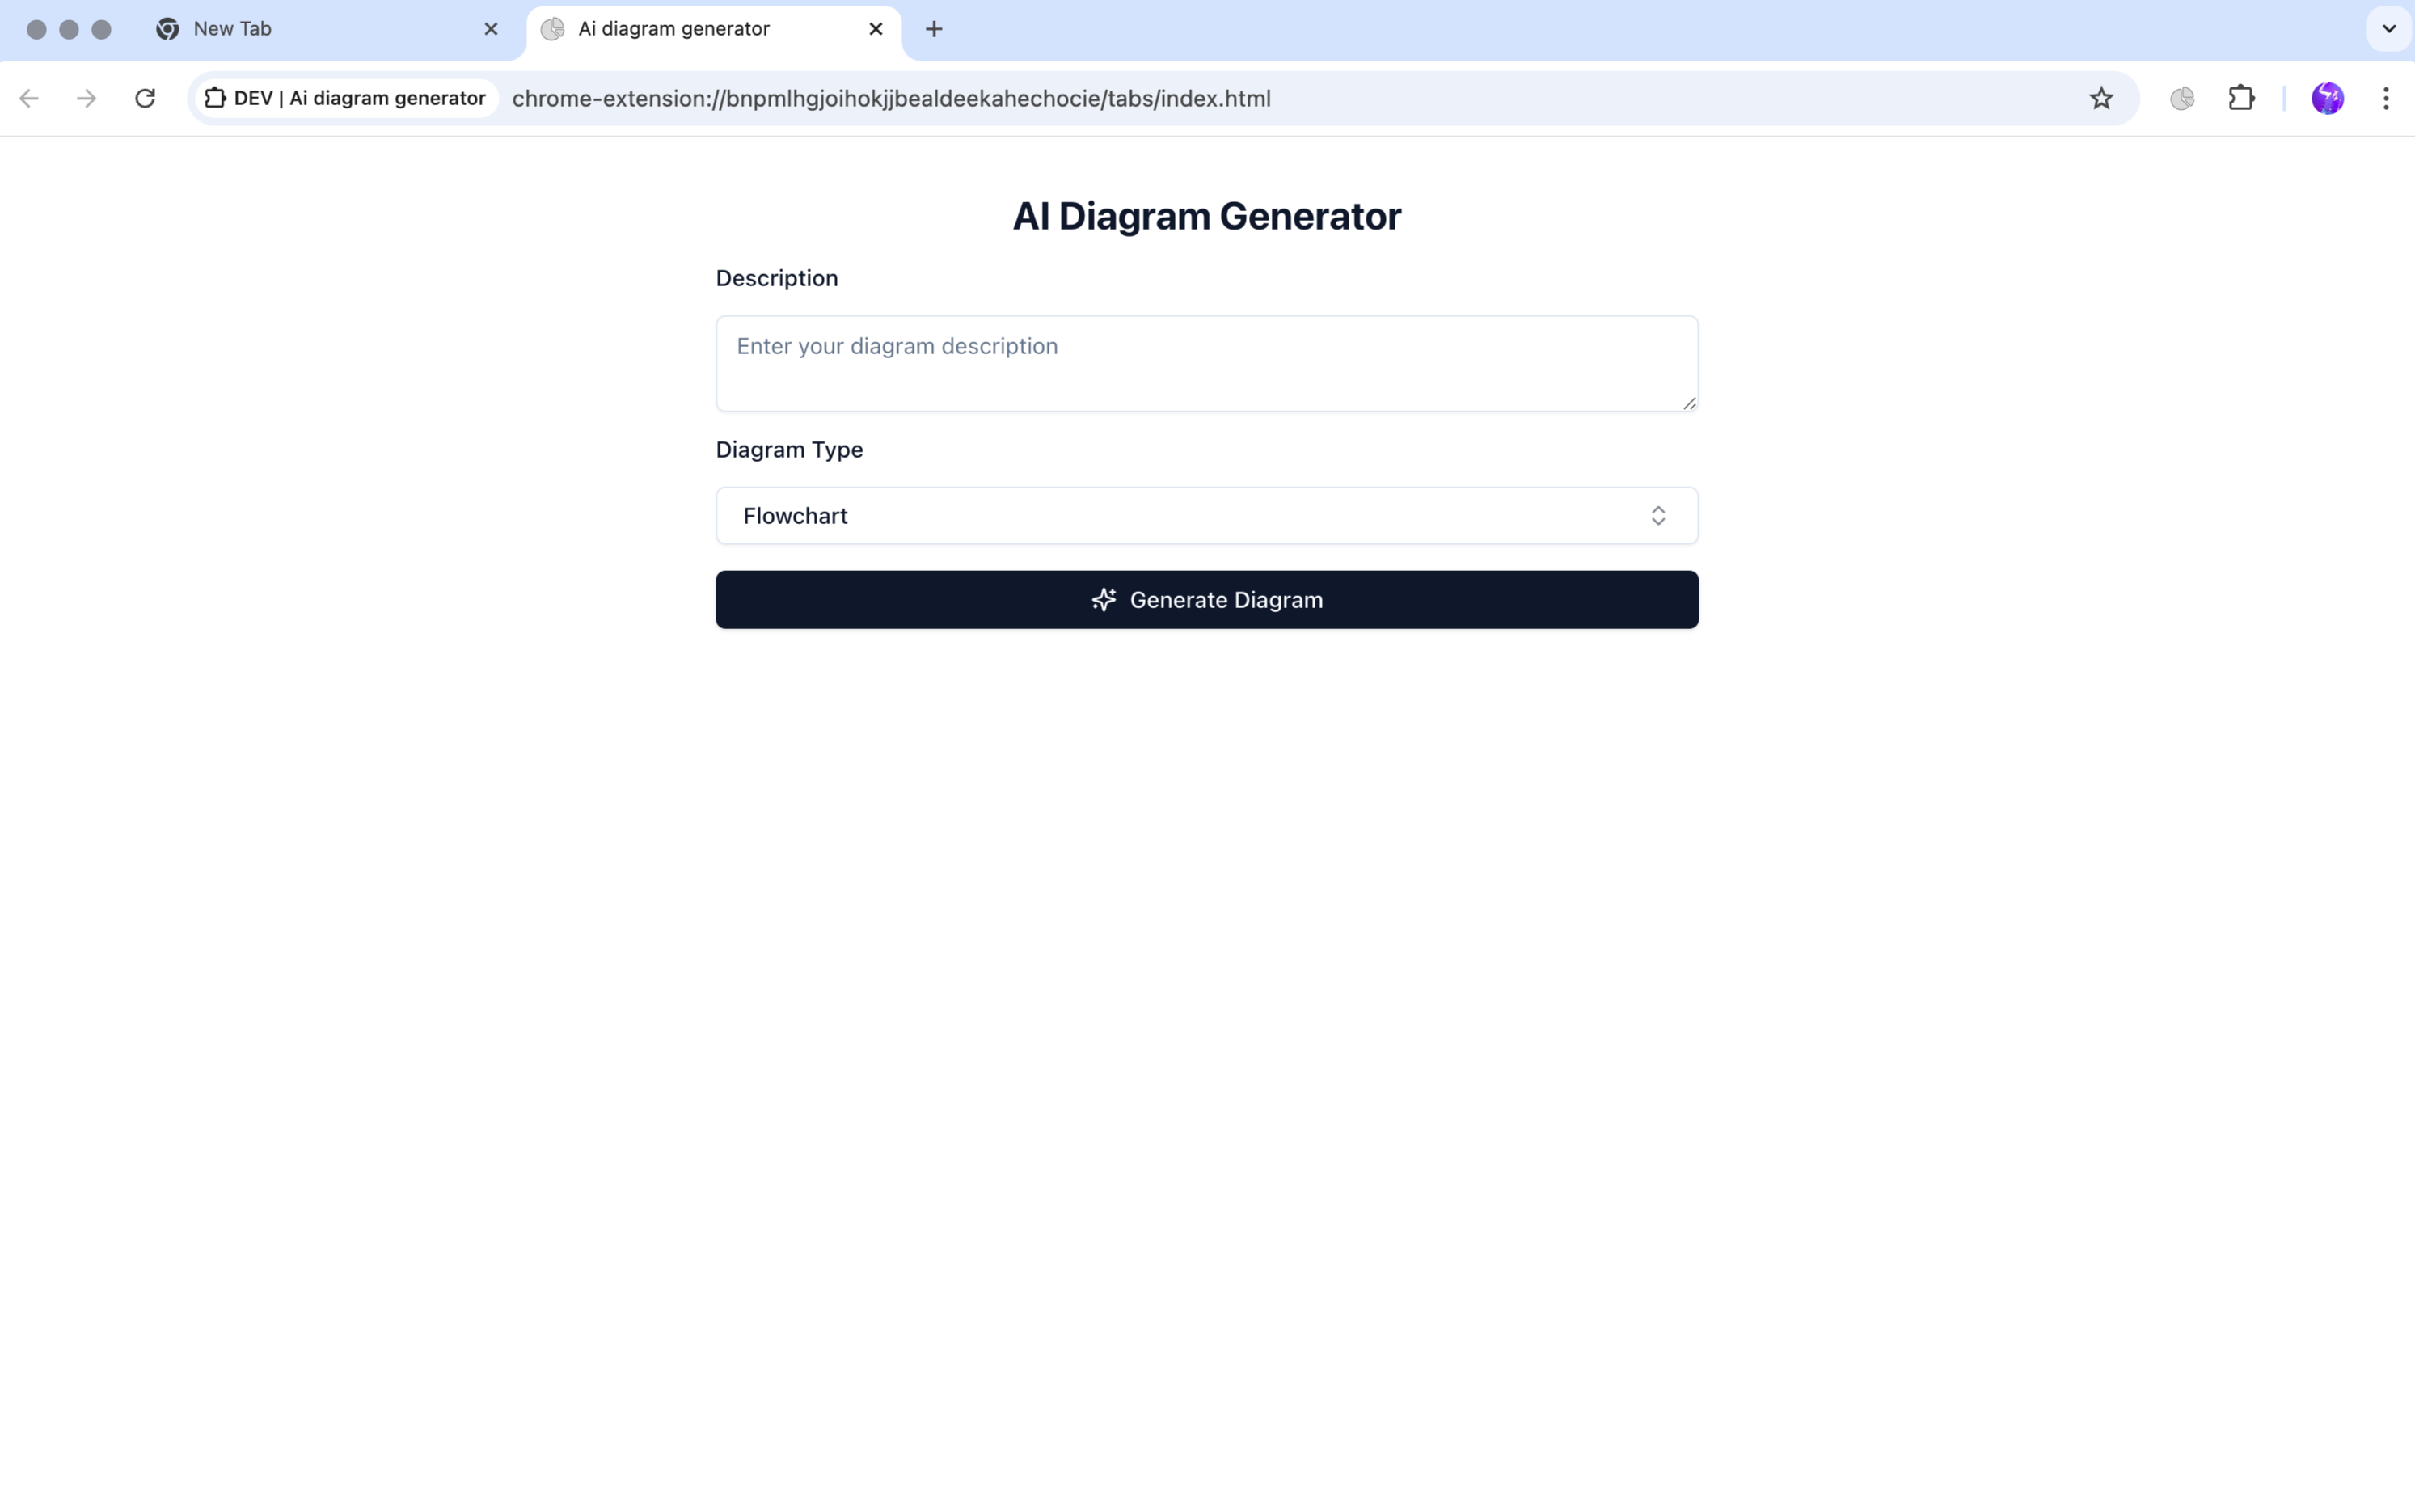 New Tab
Ai diagram generator
DEV | Ai diagram generator
chrome-extension://bnpmlhgjoihokjjbealdeekahechocie/tabs/index.html
AI Diagram Generator
Description
Enter your diagram description
Diagram Type
Flowchart
Generate Diagram